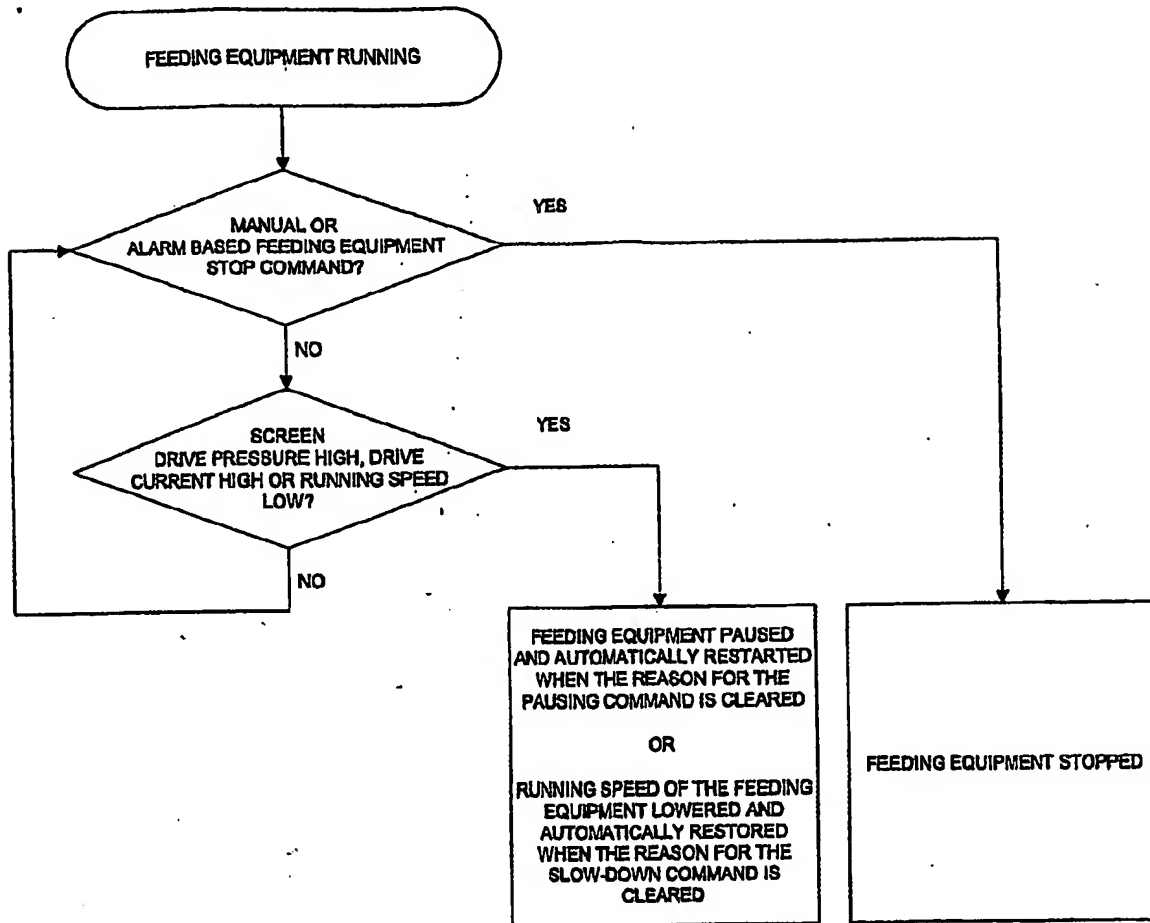 FEEDING EQUIPMENT RUNNING
YES
MANUAL OR
ALARM BASED FEEDING EQUIPMENT
STOP COMMAND?
NO
YES
SCREEN
DRIVE PRESSURE HIGH, DRIVE
CURRENT HIGH OR RUNNING SPEED
LOW?
NO
FEEDING EQUIPMENT PAUSED
AND AUTOMATICALLY RESTARTED
WHEN THE REASON FOR THE
PAUSING COMMAND IS CLEARED
OR
RUNNING SPEED OF THE FEEDING
EQUIPMENT LOWERED AND
AUTOMATICALLY RESTORED
WHEN THE REASON FOR THE
SLOW-DOWN COMMAND IS
CLEARED
FEEDING EQUIPMENT STOPPED